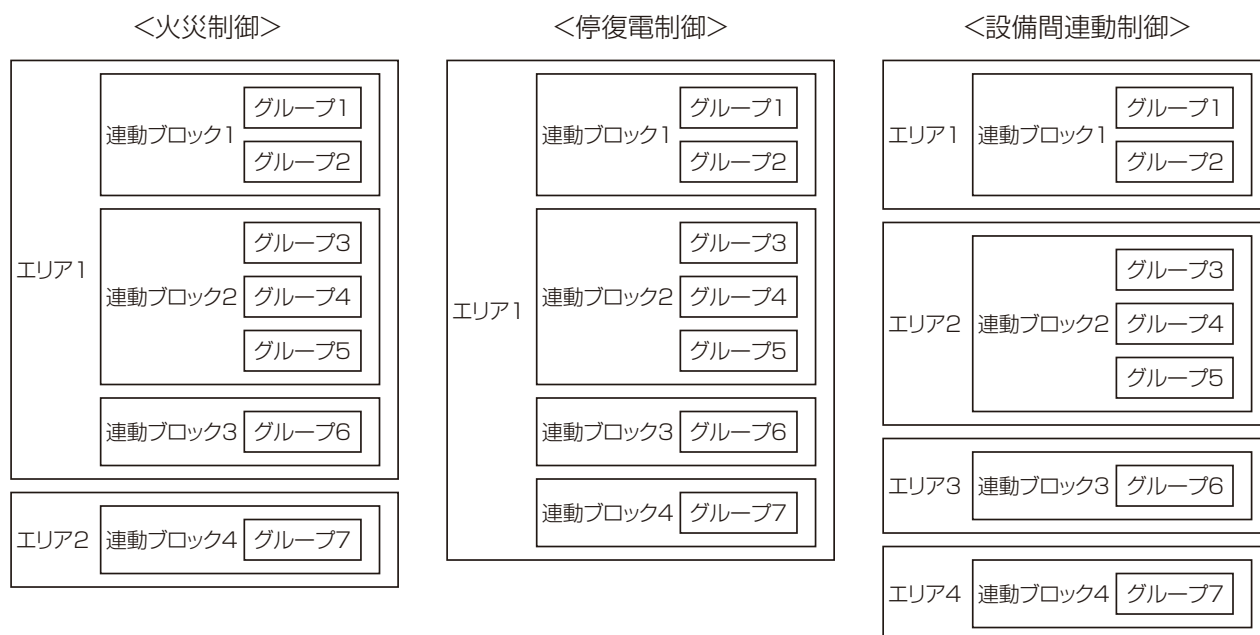 ＜火災制御＞
エリア1
連動ブロック1
グループ1
グループ2
連動ブロック2
グループ3
グループ4
グループ5
連動ブロック3
グループ6
エリア2
連動ブロック4
グループ7
＜停復電制御＞
エリア1
連動ブロック1
グループ1
グループ2
連動ブロック2
グループ3
グループ4
グループ5
連動ブロック3
グループ6
連動ブロック4
グループ7
＜設備間連動制御＞
エリア1
連動ブロック1
グループ1
グループ2
エリア2
連動ブロック2
グループ3
グループ4
グループ5
エリア3
連動ブロック3
グループ6
エリア4
連動ブロック4
グループ7